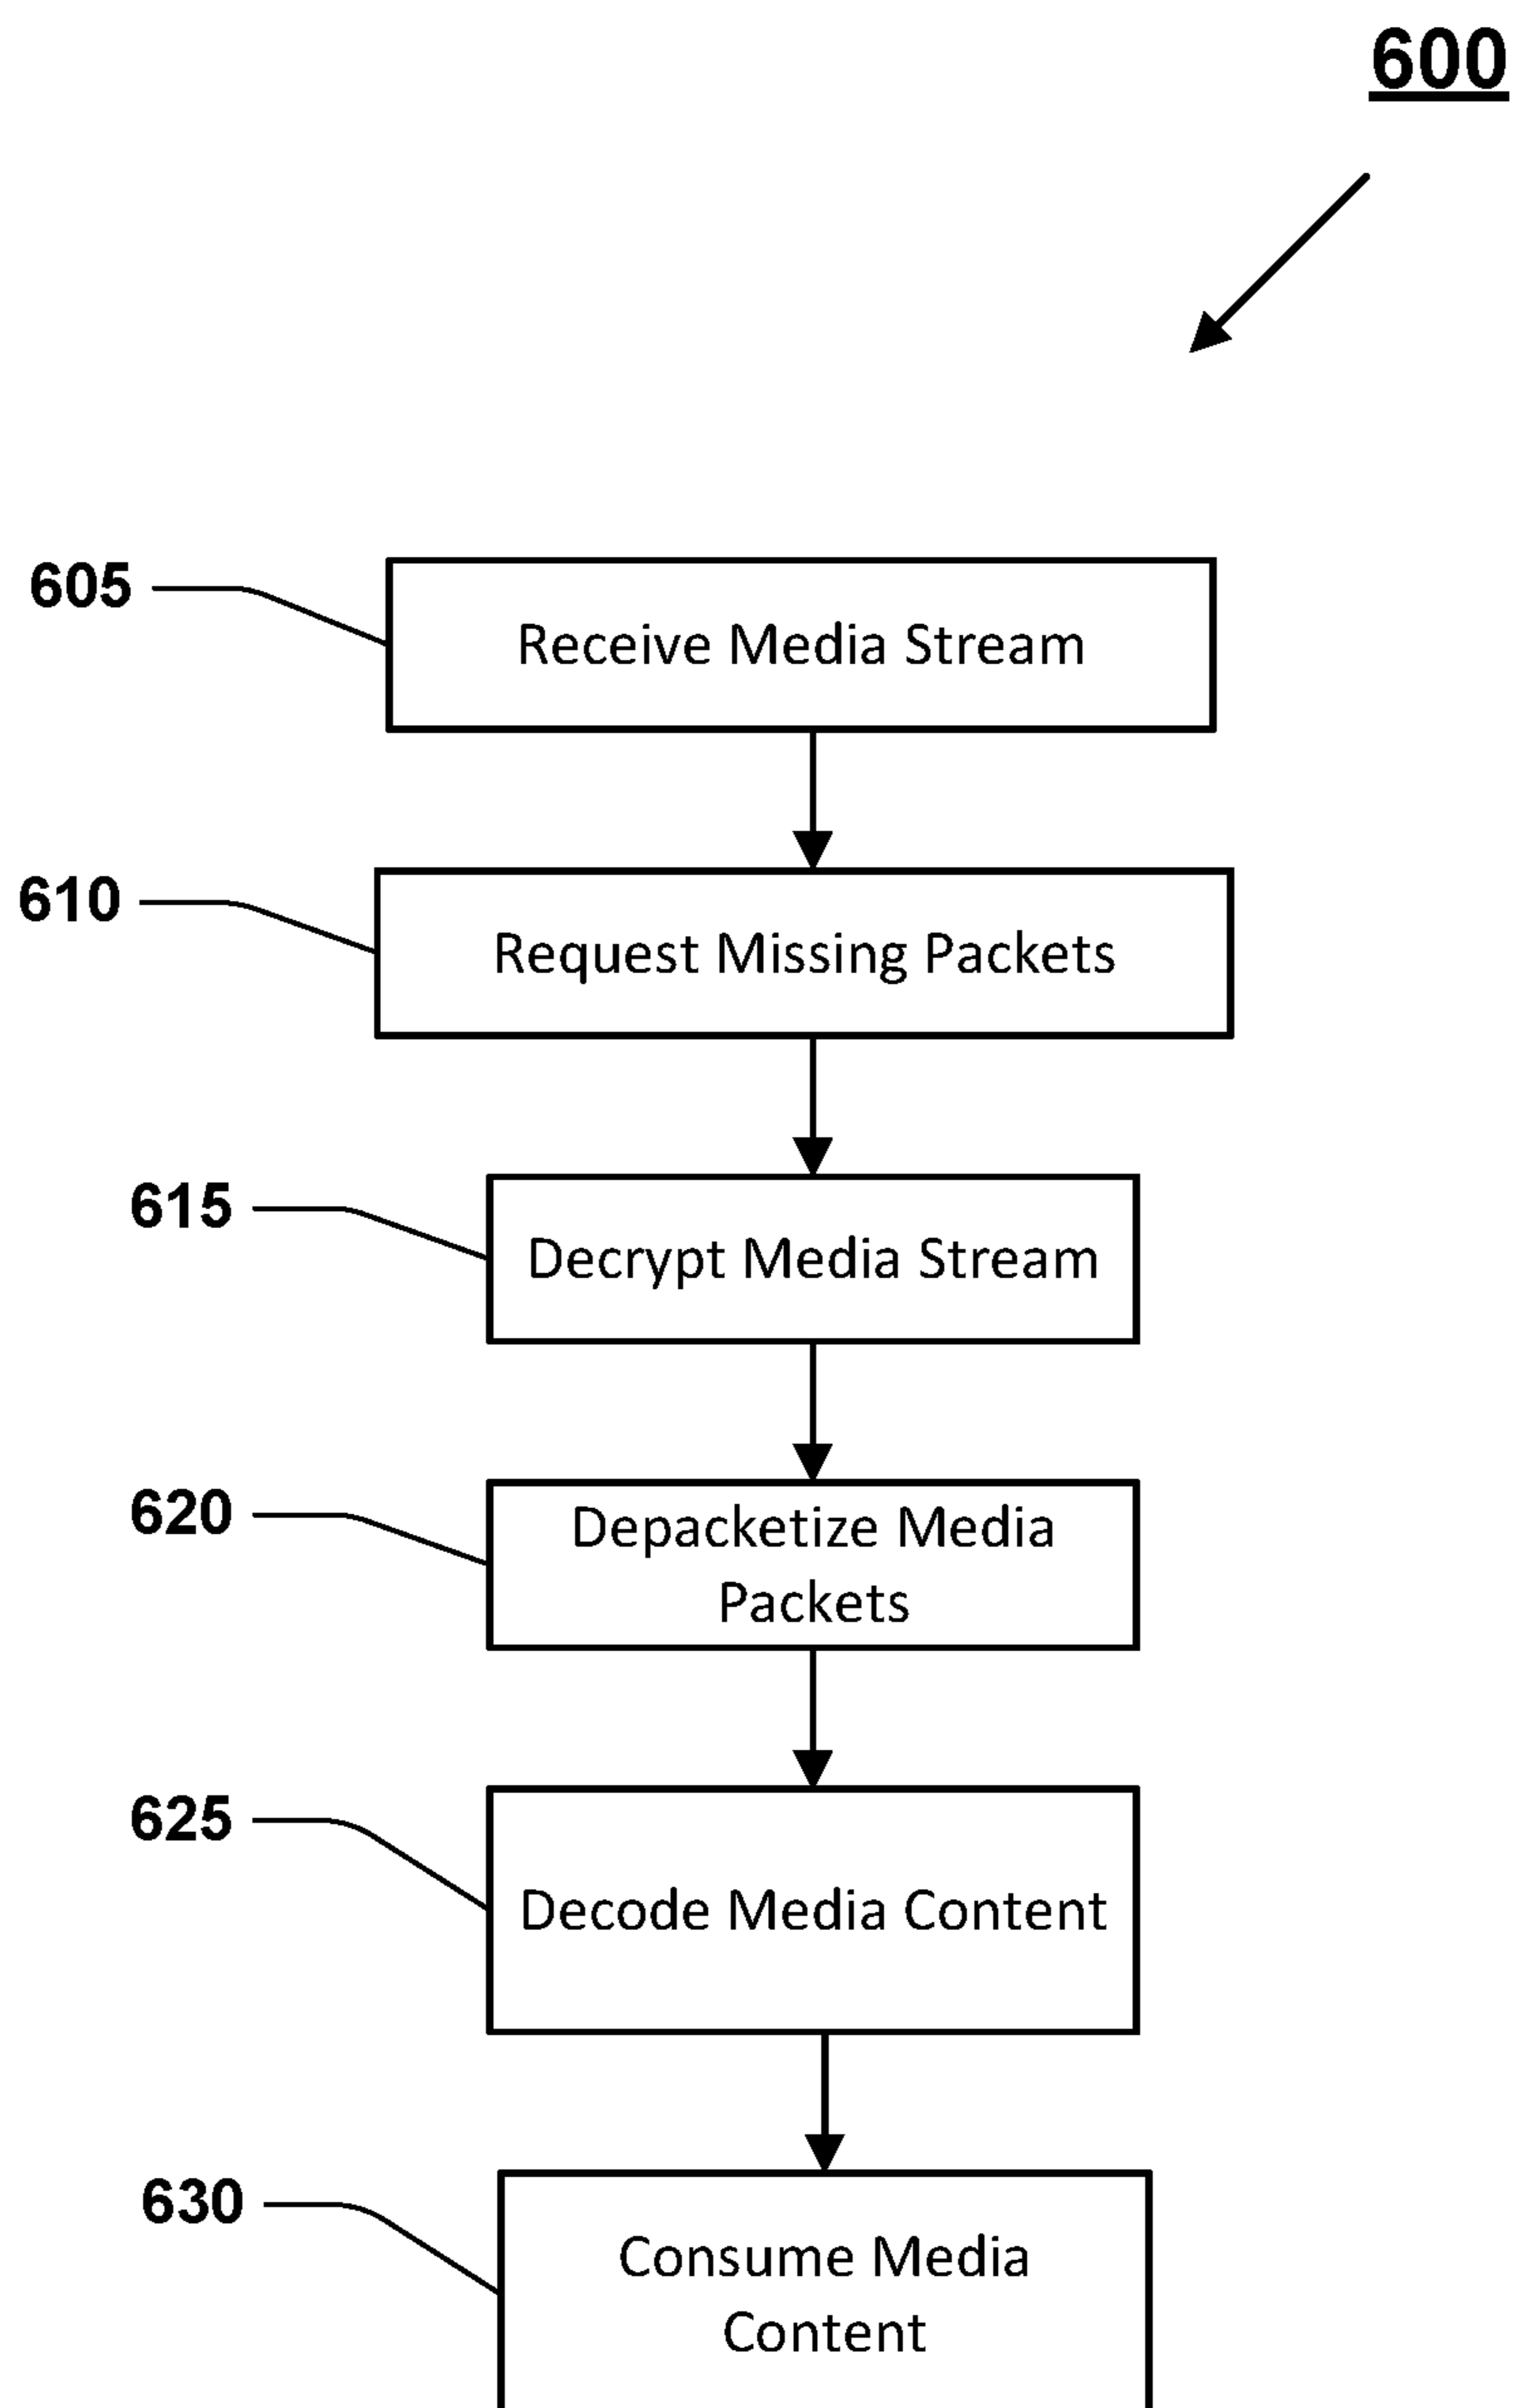 600
605
Receive Media Stream
610
Request Missing Packets
615
Decrypt Media Stream
620
Depacketize Media
Packets
625
Decode Media Content
630
Consume Media
Content